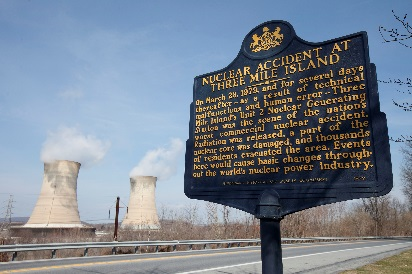 NUCLEAR ACCIDENT AT
THREE MILE ISLAND
On March 28, 1979, and for several days
thereafter—as a result of technical
malfunctions and human error—Three
Mile Island's Unit 2 Nuclear Generating
Station was the scene of the nation's
worst commercial nuclear accident.
Radiation was released, a part of the
nuclear core was damaged, and thousands
of residents evacuated the area. Events
here would cause basic changes through-
out the world's nuclear power industry.